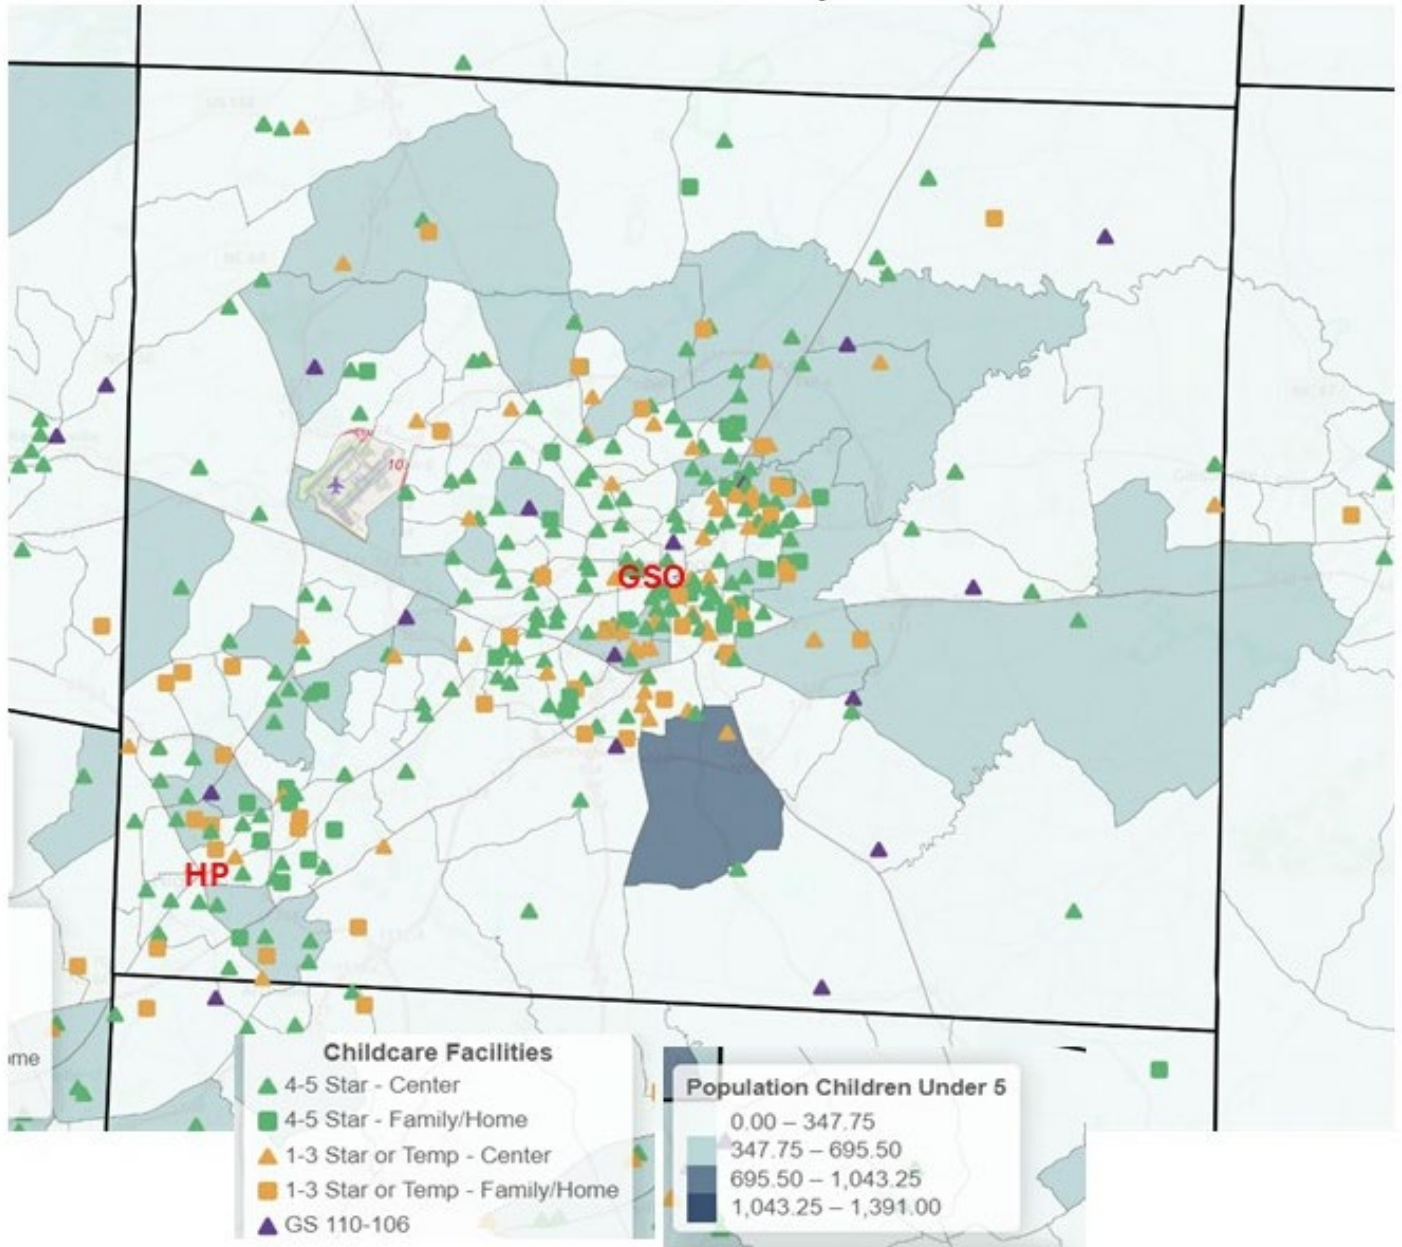 10
GSO
HP
ome
Childcare Facilities
4-5 Star - Center
4-5 Star - Family/Home
1-3 Star or Temp - Center
1-3 Star or Temp - Family/Home
GS 110-106
Population Children Under 5
0.00 – 347.75
347.75 – 695.50
695.50 – 1,043.25
1,043.25 – 1,391.00